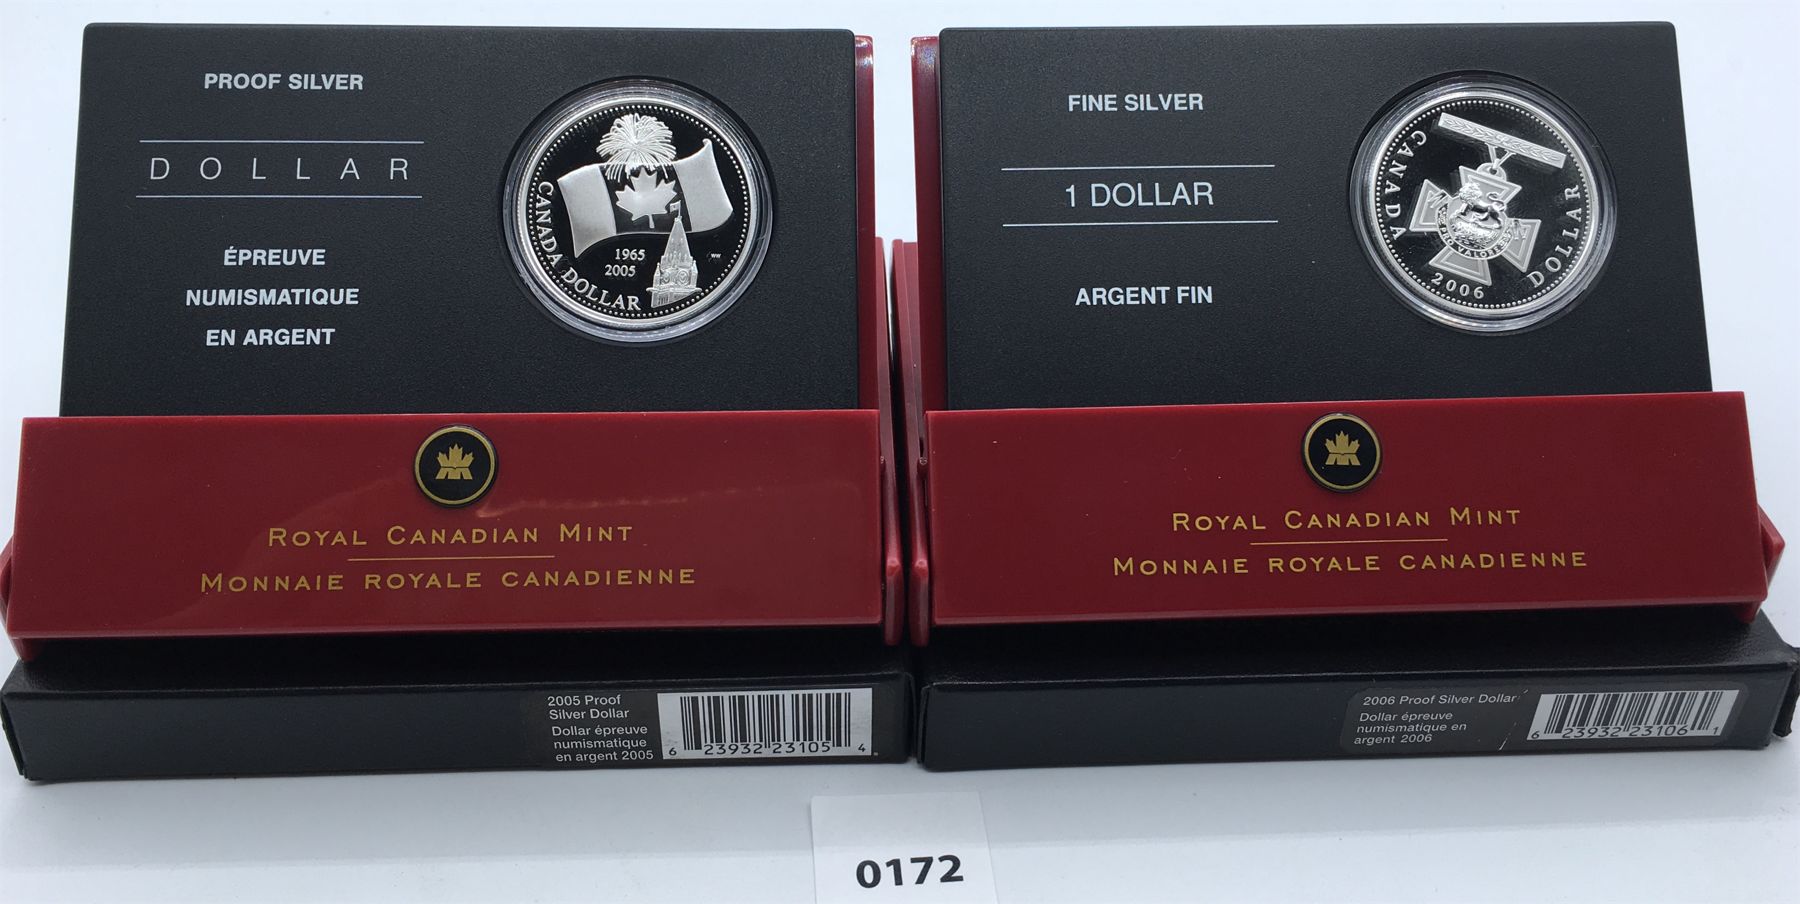 PROOF SILVER
DOLLAR
ÉPREUVE
NUMISMATIQUE
EN ARGENT
CANADA DOLLAR
1965
2005
WW
ROYAL CANADIAN MINT
MONNAIE ROYALE CANADIENNE
2005 Proof
Silver Dollar
Dollar épreuve
numismatique
en argent 2005
6 23932 23105 4
FINE SILVER
1 DOLLAR
ARGENT FIN
CANADA
DOLLAR
2006
VALOR
ROYAL CANADIAN MINT
MONNAIE ROYALE CANADIENNE
2006 Proof Silver Dollar
Dollar épreuve
numismatique en
argent 2006
6 23932 23106 1
0172